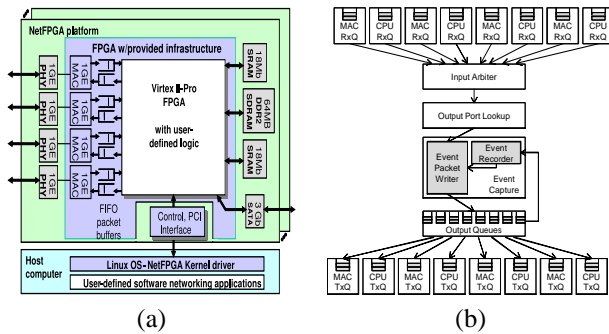 NetFPGA platform
FPGA w/provided infrastructure
1GE
PHY
1GE
MAC
1GE
PHY
1GE
MAC
1GE
PHY
1GE
MAC
1GE
PHY
1GE
MAC
Virtex II-Pro
FPGA
with user-
defined logic
18Mb
SRAM
64MB
DDR2
SDRAM
18Mb
SRAM
3 Gb
SATA
FIFO
packet
buffers
Control, PCI
Interface
Host
computer
Linux OS - NetFPGA Kernel driver
User-defined software networking applications
(a)
MAC
RxQ
CPU
RxQ
MAC
RxQ
CPU
RxQ
MAC
RxQ
CPU
RxQ
MAC
RxQ
CPU
RxQ
Input Arbiter
Output Port Lookup
Event
Packet
Writer
Event
Recorder
Event
Capture
Output Queues
MAC
TxQ
CPU
TxQ
MAC
TxQ
CPU
TxQ
MAC
TxQ
CPU
TxQ
MAC
TxQ
CPU
TxQ
(b)